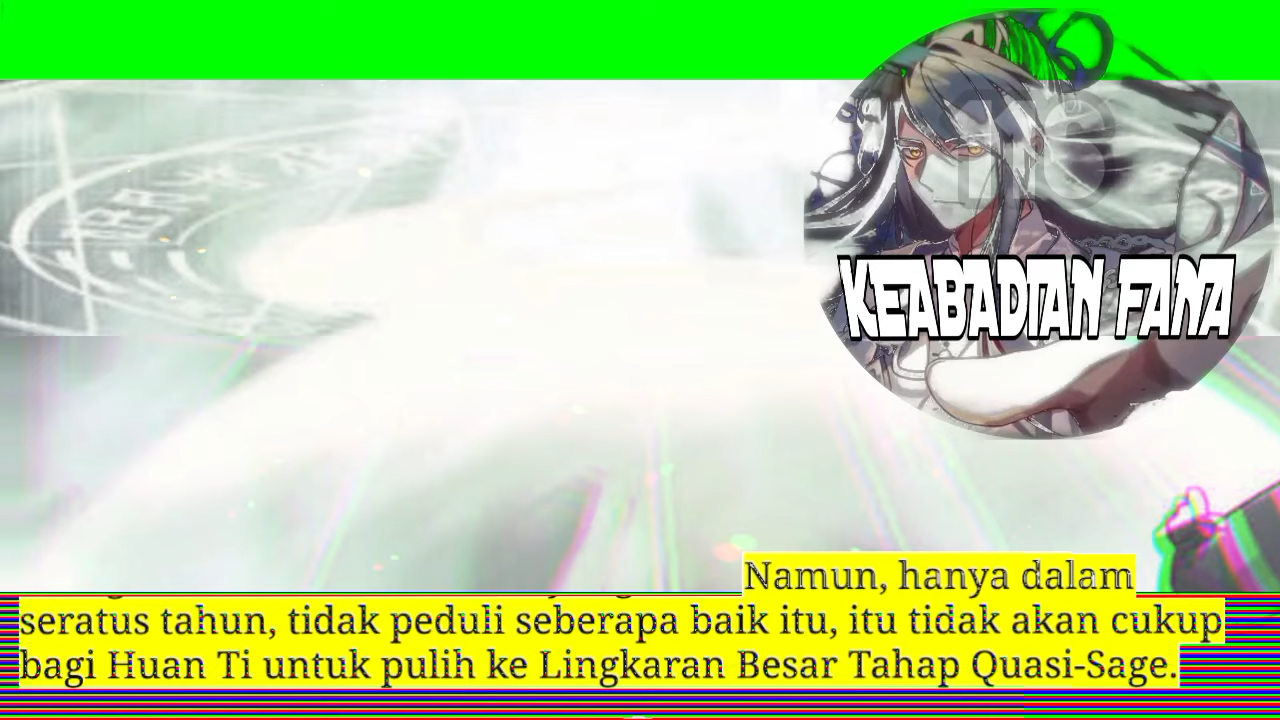 KEABADIAN FANA
Namun, hanya dalam
seratus tahun, tidak peduli seberapa baik itu, itu tidak akan cukup
bagi Huan Ti untuk pulih ke Lingkaran Besar Tahap Quasi-Sage.